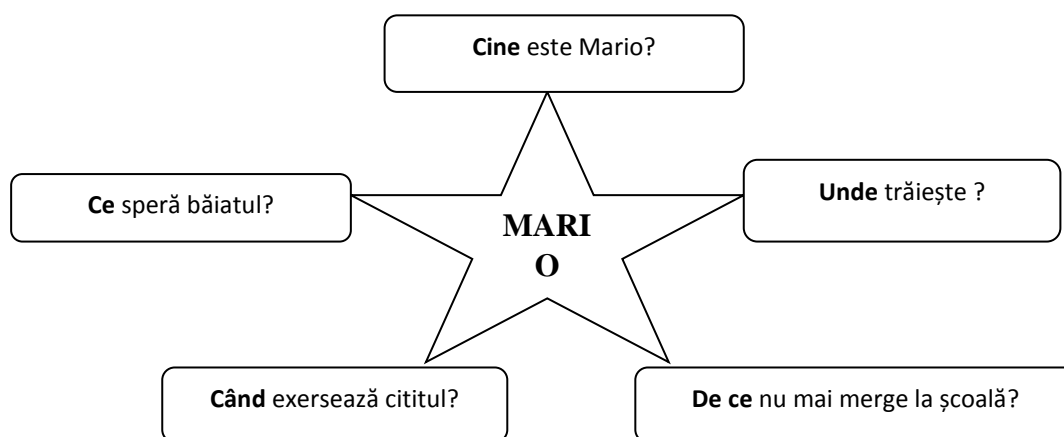 Cine este Mario?
Ce speră băiatul?
Unde trăiește ?
MARI
O
Când exersează cititul?
De ce nu mai merge la școală?